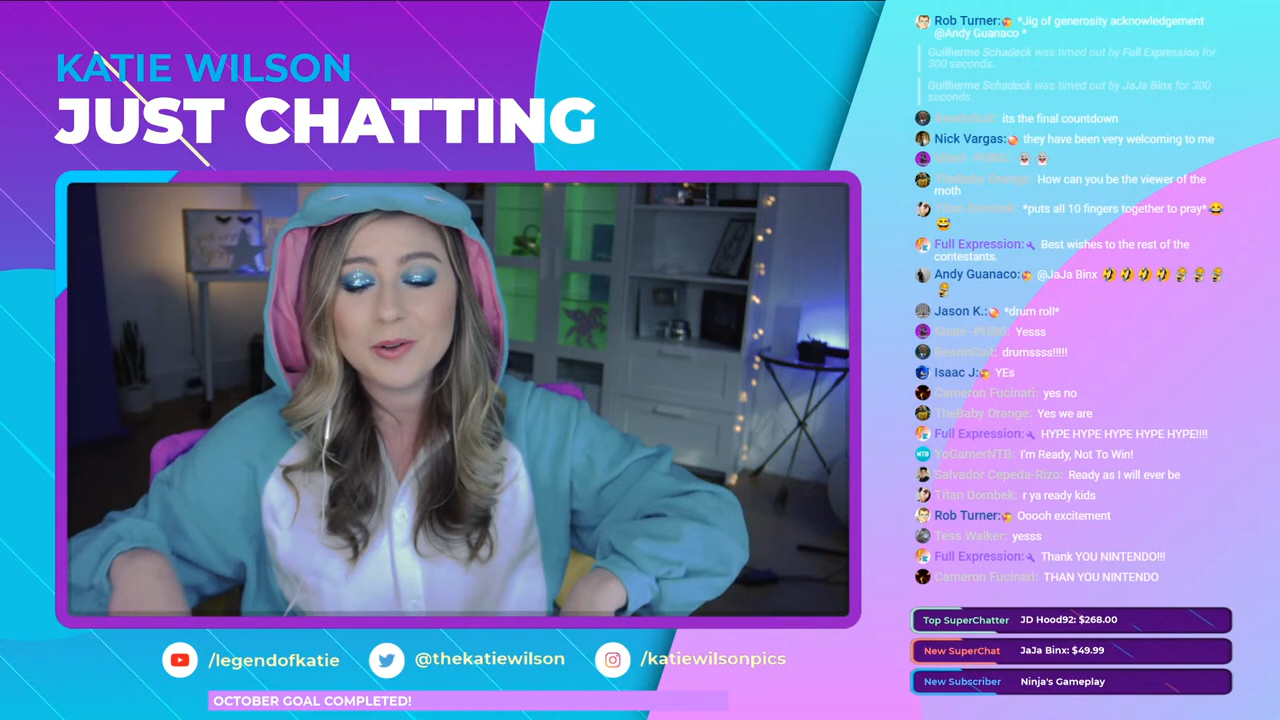 KATIE WILSON
JUST CHATTING
/legendofkatie
@thekatiewilson
/katiewilsonpics
OCTOBER GOAL COMPLETED!
Rob Turner: *Jig of generosity acknowledgement
@Andy Guanaco *
Guilherme Schadeck was timed out by Full Expression for
300 seconds.
Guilherme Schadeck was timed out by JaJa Binx for 300
seconds.
BearInSuit: its the final countdown
Nick Vargas: they have been very welcoming to me
TheBaby Orange: How can you be the viewer of the
moth
Titan Dombek: *puts all 10 fingers together to pray*
Full Expression: Best wishes to the rest of the
contestants.
Andy Guanaco: @JaJa Binx
Jason K.: *drum roll*
Yesss
BearInSuit: drumssss!!!!!
Isaac J: YEs
Cameron Fucinari: yes no
TheBaby Orange: Yes we are
Full Expression: HYPE HYPE HYPE HYPE HYPE!!!!
NTB YoGamerNTB: I'm Ready, Not To Win!
Salvador Cepeda-Rizo: Ready as I will ever be
Titan Dombek: r ya ready kids
Rob Turner: Ooooh excitement
Tess Walker: yesss
Full Expression: Thank YOU NINTENDO!!!
Cameron Fucinari: THAN YOU NINTENDO
Top SuperChatter JD Hood92: $268.00
New SuperChat JaJa Binx: $49.99
New Subscriber Ninja's Gameplay